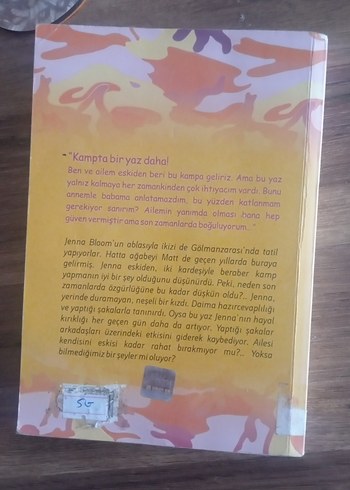 "Kampta bir yaz daha!
Ben ve ailem eskiden beri bu kampa geliriz. Ama bu yaz
yalnız kalmaya her zamankinden çok ihtiyacım vardı. Bunu
annemle babama anlatamazdım, bu yüzden katlanmam
gerekiyor sanırım? Ailemin yanımda olması bana hep
güven vermiştir ama son zamanlarda boğuluyorum..."
Jenna Bloom'un ablasıyla ikizi de Gölmanzarası'nda tatil
yapıyorlar. Hatta ağabeyi Matt de geçen yıllarda buraya
gelirmiş. Jenna eskiden, iki kardeşiyle beraber kamp
yapmanın iyi bir şey olduğunu düşünürdü. Peki, neden son
zamanlarda özgürlüğüne bu kadar düşkün oldu?... Jenna,
yerinde duramayan, neşeli bir kızdı. Daima hazırcevaplılığı
ve yaptığı şakalarla tanınırdı. Oysa bu yaz Jenna'nın hayal
kırıklığı her geçen gün daha da artıyor. Yaptığı şakalar
arkadaşları üzerindeki etkisini giderek kaybediyor. Ailesi
kendisini eskisi kadar rahat bırakmıyor mu?... Yoksa
bilmediğimiz bir şeyler mi oluyor?